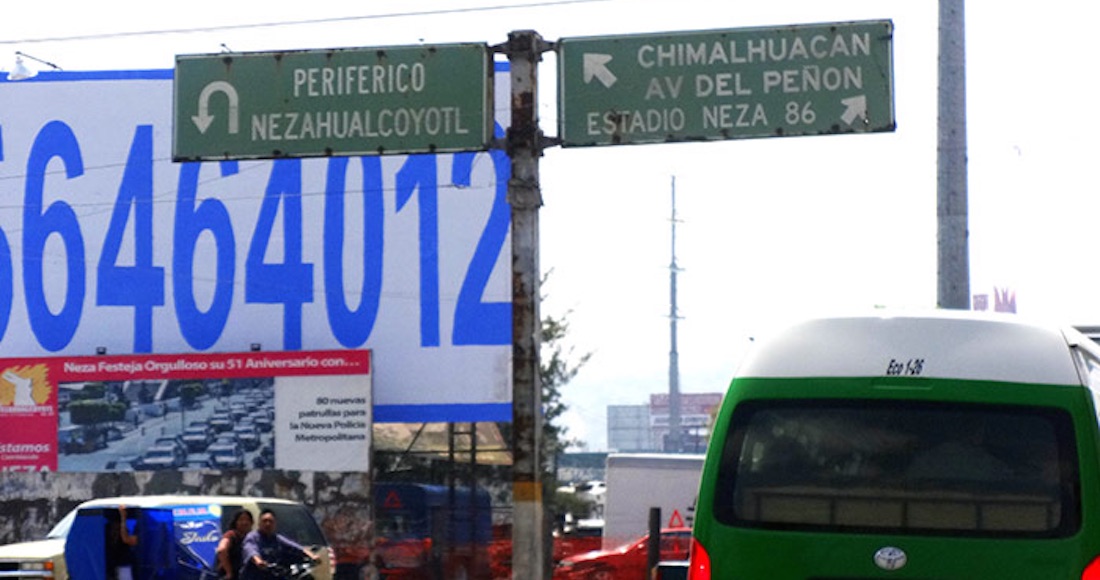 PERIFERICO
NEZAHUALCOYOTL
CHIMALHUACAN
AV DEL PEÑON
ESTADIO NEZA 86
6464012
Neza Festeja Orgulloso su 51 Aniversario con...
80 nuevas
patrullas para
la Nueva Policía
Metropolitana
Eco 1-26